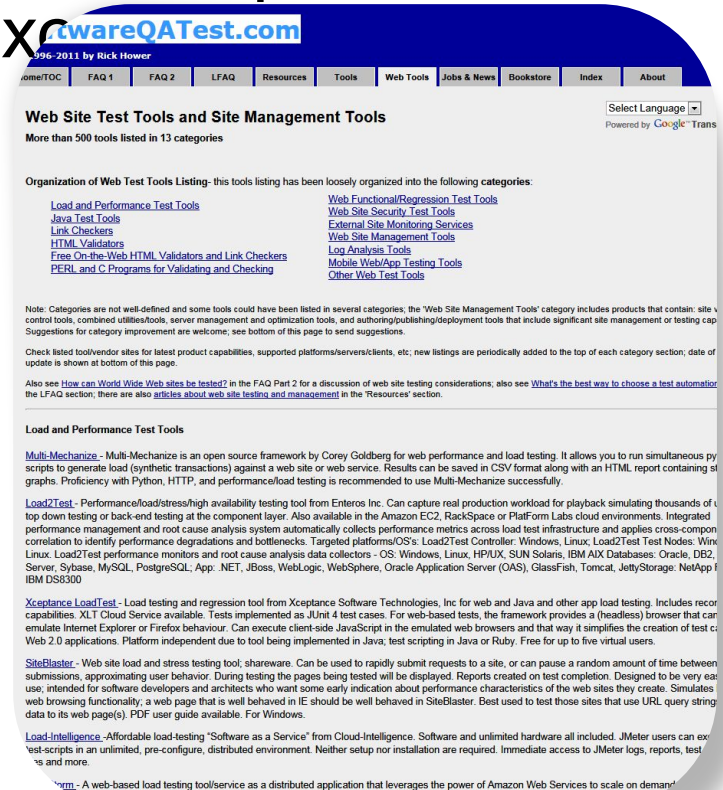 twareQATest.com
996-2011 by Rick Hower
ome/TOC FAQ 1 FAQ 2 LFAQ Resources Tools Web Tools Jobs & News Bookstore Index About
Web Site Test Tools and Site Management Tools
Select Language
Powered by Google™ Trans
More than 500 tools listed in 13 categories
Organization of Web Test Tools Listing- this tools listing has been loosely organized into the following categories:
Load and Performance Test Tools
Java Test Tools
Link Checkers
HTML Validators
Free On-the-Web HTML Validators and Link Checkers
PERL and C Programs for Validating and Checking
Web Functional/Regression Test Tools
Web Site Security Test Tools
External Site Monitoring Services
Web Site Management Tools
Log Analysis Tools
Mobile Web/App Testing Tools
Other Web Test Tools
Note: Categories are not well-defined and some tools could have been listed in several categories; the 'Web Site Management Tools' category includes products that contain: site
control tools, combined utilities/tools, server management and optimization tools, and authoring/publishing/deployment tools that include significant site management or testing cap
Suggestions for category improvement are welcome; see bottom of this page to send suggestions.
Check listed tool/vendor sites for latest product capabilities, supported platforms/servers/clients, etc; new listings are periodically added to the top of each category section; date of
update is shown at bottom of this page.
Also see How can World Wide Web sites be tested? in the FAQ Part 2 for a discussion of web site testing considerations; also see What's the best way to choose a test automation
the LFAQ section; there are also articles about web site testing and management in the 'Resources' section.
Load and Performance Test Tools
Multi-Mechanize - Multi-Mechanize is an open source framework by Corey Goldberg for web performance and load testing. It allows you to run simultaneous py
scripts to generate load (synthetic transactions) against a web site or web service. Results can be saved in CSV format along with an HTML report containing st
graphs. Proficiency with Python, HTTP, and performance/load testing is recommended to use Multi-Mechanize successfully.
Load2Test - Performance/load/stress/high availability testing tool from Enteros Inc. Can capture real production workload for playback simulating thousands of
top down testing or back-end testing at the component layer. Also available in the Amazon EC2, RackSpace or PlatForm Labs cloud environments. Integrated
performance management and root cause analysis system automatically collects performance metrics across load test infrastructure and applies cross-compon
correlation to identify performance degradations and bottlenecks. Targeted platforms/OS's: Load2Test Controller: Windows, Linux; Load2Test Test Nodes: Win
Linux. Load2Test performance monitors and root cause analysis data collectors - OS: Windows, Linux, HP/UX, SUN Solaris, IBM AIX Databases: Oracle, DB2,
Server, Sybase, MySQL, PostgreSQL; App: .NET, JBoss, WebLogic, WebSphere, Oracle Application Server (OAS), GlassFish, Tomcat, JettyStorage: NetApp
IBM DS8300
Xceptance LoadTest - Load testing and regression tool from Xceptance Software Technologies, Inc for web and Java and other app load testing. Includes recor
capabilities. XLT Cloud Service available. Tests implemented as JUnit 4 test cases. For web-based tests, the framework provides a (headless) browser that can
emulate Internet Explorer or Firefox behaviour. Can execute client-side JavaScript in the emulated web browsers and that way it simplifies the creation of test ca
Web 2.0 applications. Platform independent due to tool being implemented in Java; test scripting in Java or Ruby. Free for up to five virtual users.
SiteBlaster - Web site load and stress testing tool; shareware. Can be used to rapidly submit requests to a site, or can pause a random amount of time between
submissions, approximating user behavior. During testing the pages being tested will be displayed. Reports created on test completion. Designed to be very ea
use; intended for software developers and architects who want some early indication about performance characteristics of the web sites they create. Simulates
web browsing functionality; a web page that is well behaved in IE should be well behaved in SiteBlaster. Best used to test those sites that use URL query string
data to its web page(s). PDF user guide available. For Windows.
Load-Intelligence -Affordable load-testing "Software as a Service" from Cloud-Intelligence. Software and unlimited hardware all included. JMeter users can ex
test-scripts in an unlimited, pre-configure, distributed environment. Neither setup nor installation are required. Immediate access to JMeter logs, reports, test
es and more.
orm - A web-based load testing tool/service as a distributed application that leverages the power of Amazon Web Services to scale on demand